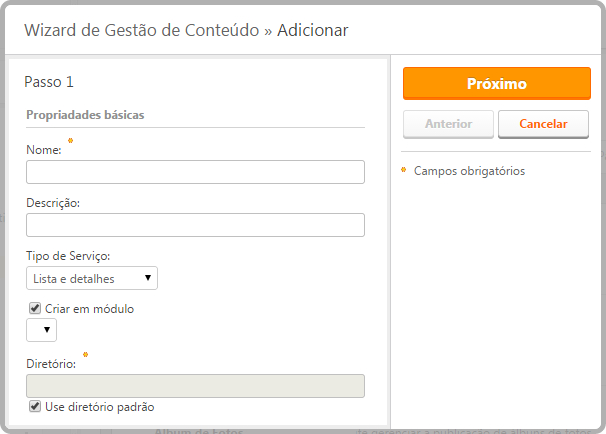 Wizard de Gestão de Conteúdo » Adicionar
Passo 1
Propriedades básicas
Nome: *
Descrição:
Tipo de Serviço:
Lista e detalhes
Criar em módulo
Diretório: *
Use diretório padrão
Próximo
Anterior
Cancelar
* Campos obrigatórios